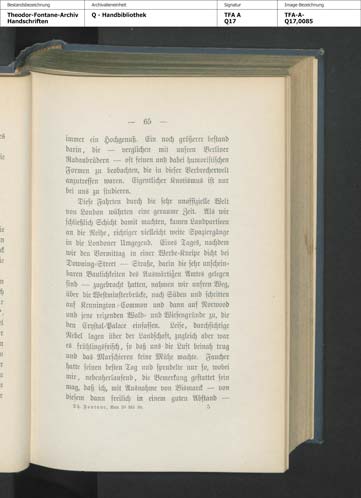 Bestandsbezeichnung
Archivalieneinheit
Signatur
Image-Bezeichnung
Theodor-Fontane-Archiv
Handschriften
Q - Handbibliothek
TFA A
Q17
TFA-A-
Q17,0085
— 65 —
immer ein Hochgenuß. Ein noch größerer bestand
darin, die — verglichen mit unsren Berliner
Radaubrüdern — oft feinen und dabei humoristischen
Formen zu beobachten, die in dieser Verbrecherwelt
anzutreffen waren. Eigentlicher Knotismus ist nur
bei uns zu studieren.
Diese Fahrten durch die sehr unoffizielle Welt
von London währten eine geraume Zeit. Als wir
schließlich Schicht damit machten, kamen Landpartieen
an die Reihe, richtiger vielleicht weite Spaziergänge
in die Londoner Umgegend. Eines Tages, nachdem
wir den Vormittag in einer Werbe-Kneipe dicht bei
Downing-Street — Straße, darin die sehr unscheinbaren
Baulichkeiten des Auswärtigen Amtes gelegen
sind — zugebracht hatten, nahmen wir unsren Weg,
über die Westminsterbrücke, nach Süden und schritten
auf Kennington-Common und dann auf Norwood
und jene reizenden Wald- und Wiesengründe zu, die
den Crystal-Palace einfassen. Leise, durchsichtige
Nebel lagen über der Landschaft, zugleich aber war
es frühlingsfrisch, so daß uns die Luft beinah trug
und das Marschieren keine Mühe machte. Faucher
hatte seinen besten Tag und sprudelte nur so, wobei
mir, nebenherlaufend, die Bemerkung gestattet sein
mag, daß ich, mit Ausnahme von Bismarck — von
diesem dann freilich in einem guten Abstand —
Th. Fontane, Von 20 bis 30.
5